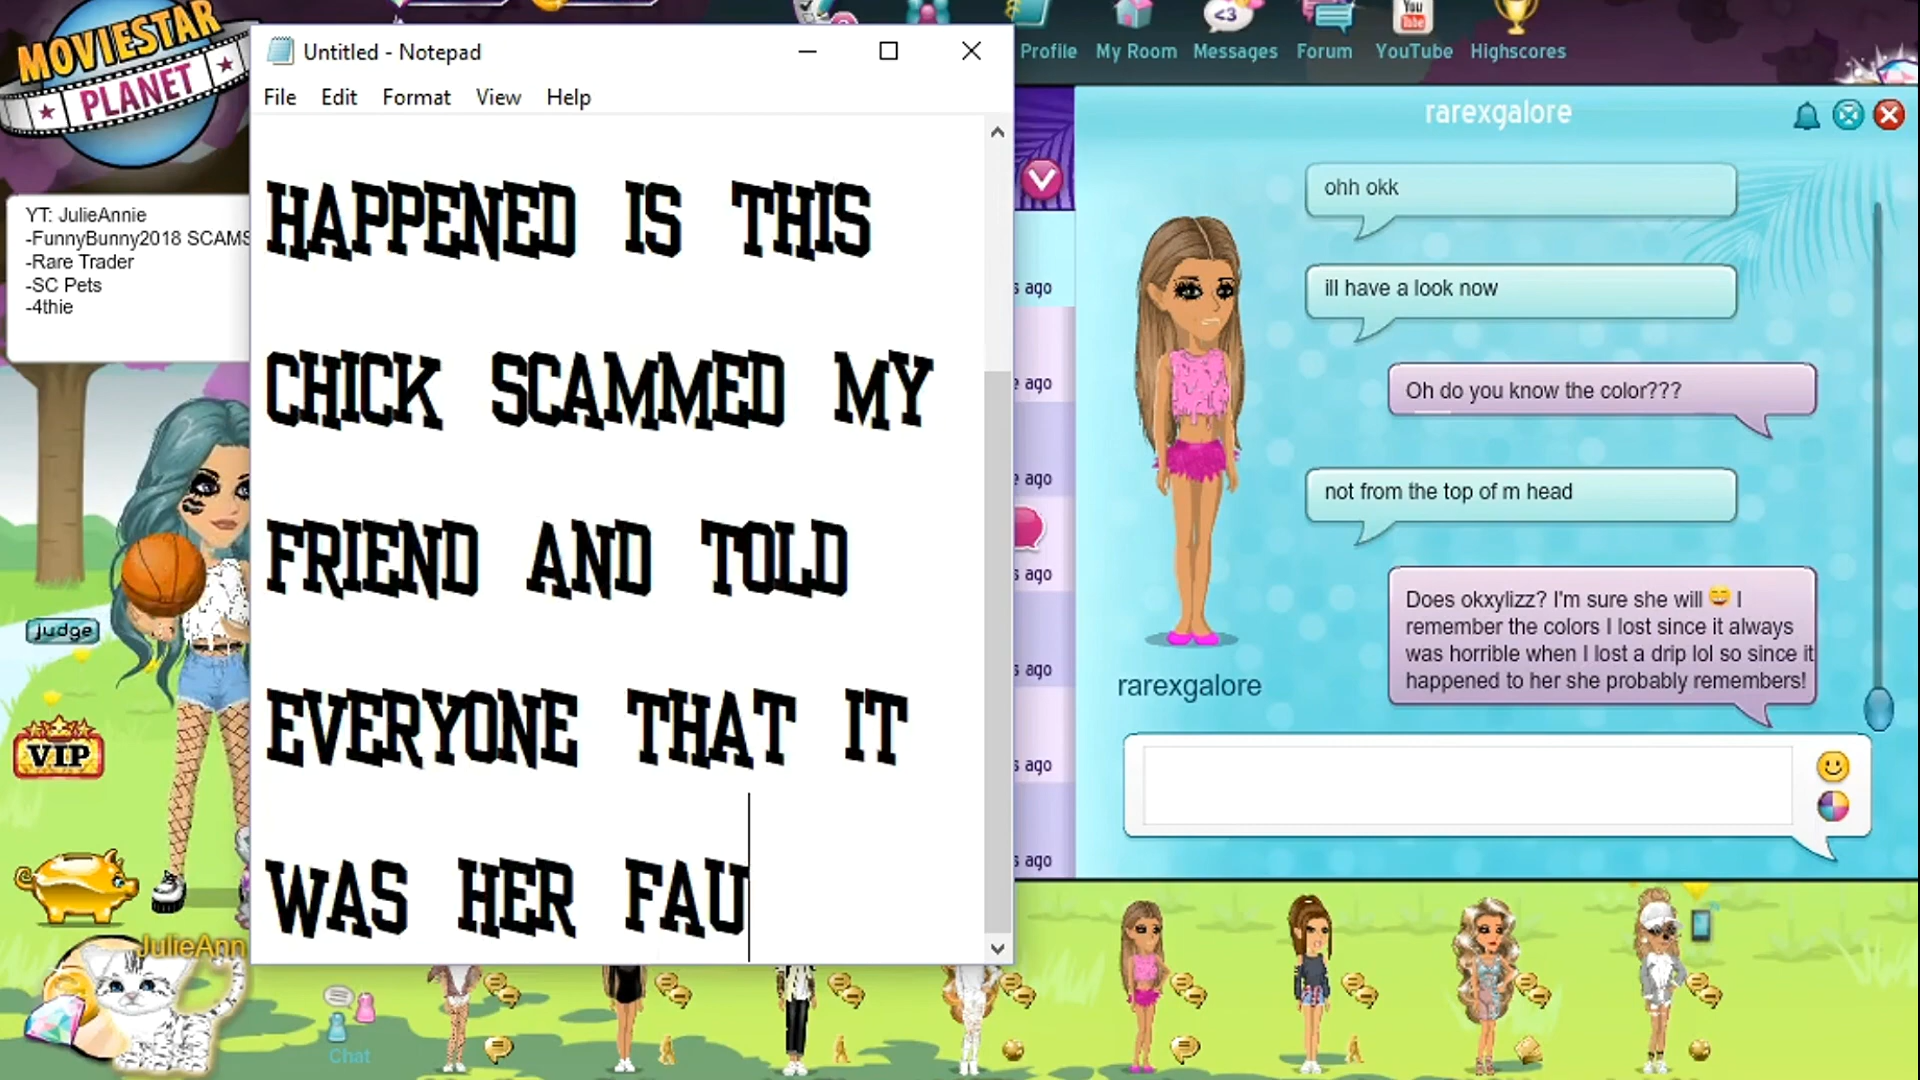 MOVIESTAR
PLANET
YT: JulieAnnie
-FunnyBunny2018 SCAMS
-Rare Trader
-SC Pets
-4thie
judge
VIP
JulieAnn
Chat
Untitled - Notepad
File Edit Format View Help
HAPPENED IS THIS
CHICK SCAMMED MY
FRIEND AND TOLD
EVERYONE THAT IT
WAS HER FAU
<3
You
Tube
Profile My Room Messages Forum YouTube Highscores
s ago
e ago
e ago
s ago
s ago
s ago
s ago
rarexgalore
ohh okk
ill have a look now
Oh do you know the color???
not from the top of m head
Does okxylizz? I'm sure she will 😄 I
remember the colors I lost since it always
was horrible when I lost a drip lol so since it
happened to her she probably remembers!
rarexgalore